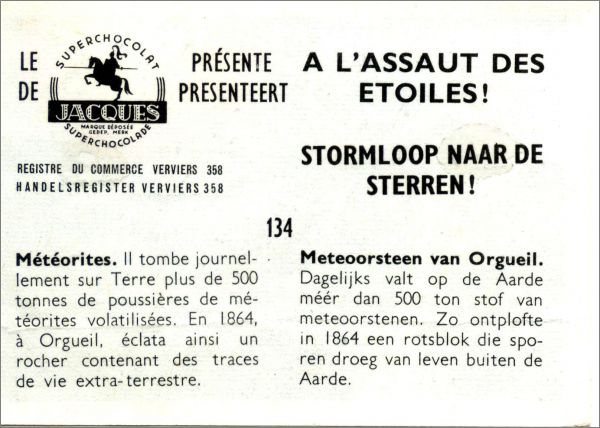 LE
DE
SUPERCHOCOLAT
JACQUES
MARQUE DÉPOSÉE
GEDEP. MERK
SUPERCHOCOLADE
PRÉSENTE
PRESENTEERT
REGISTRE DU COMMERCE VERVIERS 358
HANDELSREGISTER VERVIERS 358
A L'ASSAUT DES
ETOILES!
STORMLOOP NAAR DE
STERREN!
134
Météorites. Il tombe journel-
lement sur Terre plus de 500
tonnes de poussières de mé-
téorites volatilisées. En 1864,
à Orgueil, éclata ainsi un
rocher contenant des traces
de vie extra-terrestre.
Meteoorsteen van Orgueil.
Dagelijks valt op de Aarde
méér dan 500 ton stof van
meteoorstenen. Zo ontplofte
in 1864 een rotsblok die spo-
ren droeg van leven buiten de
Aarde.